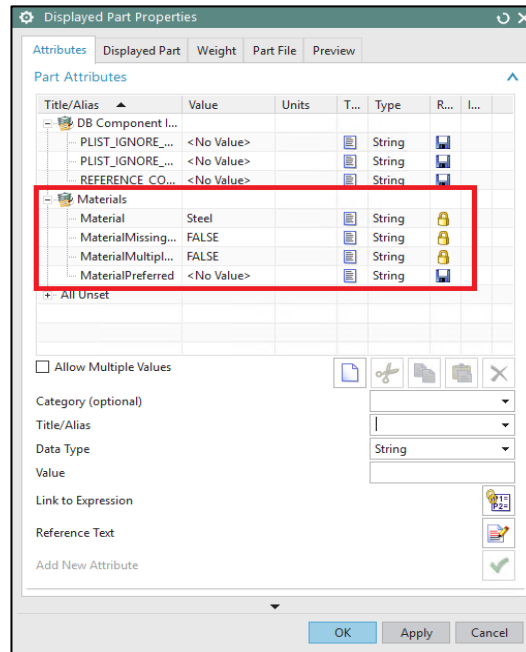 Displayed Part Properties
Attributes Displayed Part Weight Part File Preview
Part Attributes
Title/Alias Value Units T... Type R... I...
DB Component I...
PLIST_IGNORE_... <No Value> String
PLIST_IGNORE_... <No Value> String
REFERENCE_CO... <No Value> String
Materials
Material Steel String
MaterialMissing... FALSE String
MaterialMultipl... FALSE String
MaterialPreferred <No Value> String
All Unset
Allow Multiple Values
Category (optional)
Title/Alias
Data Type String
Value
Link to Expression
P1=
P2=
Reference Text
Add New Attribute
OK Apply Cancel